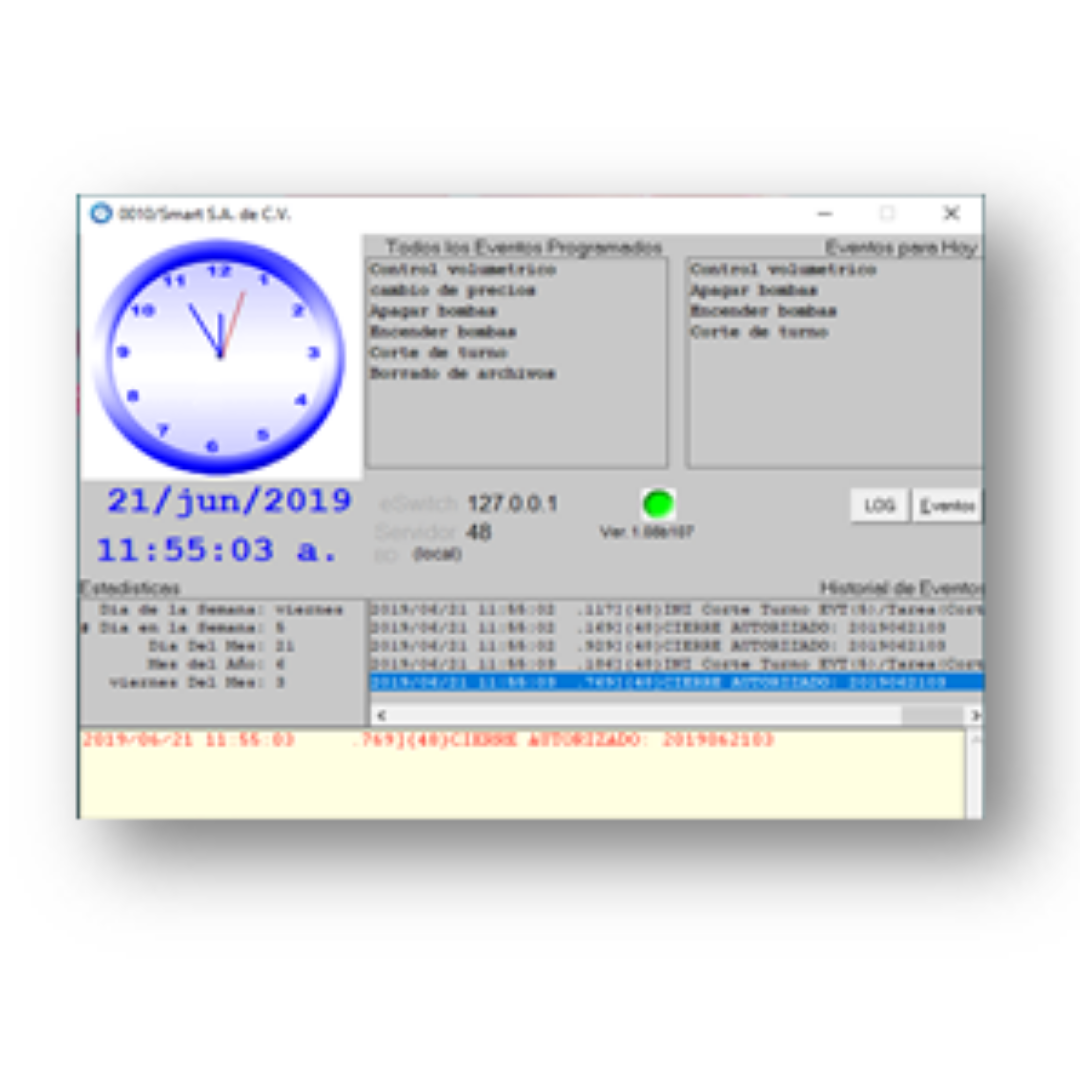 0010/Smart S.A. de C.V.
Todos los Eventos Programados
Control volumetrico
cambio de precios
Apagar bombas
Encender bombas
Corte de turno
Borrado de archivos
Eventos para Hoy
Control volumetrico
Apagar bombas
Encender bombas
Corte de turno
12
1
2
3
4
5
6
7
8
9
10
11
21/jun/2019
11:55:03 a.
eSwitch 127.0.0.1
Servidor 48
BD (local)
Ver.
LOG
Eventos
Estadisticas
Dia de la Semana: viernes
# Dia en la Semana: 5
Dia Del Mes: 21
Mes del Año: 6
viernes Del Mes: 3
Historial de Eventos
2019/06/21 11:55:02 .117](48)INI Corte Turno EVT(5)/Tarea:Cort
2019/06/21 11:55:02 .169](48)CIERRE AUTORIZADO: 2019062103
2019/06/21 11:55:02 .929](48)CIERRE AUTORIZADO: 2019062103
2019/06/21 11:55:03 .186](48)INI Corte Turno EVT(5)/Tarea:Cort
2019/06/21 11:55:03 .769](48)CIERRE AUTORIZADO: 2019062103
2019/06/21 11:55:03 .769](48)CIERRE AUTORIZADO: 2019062103